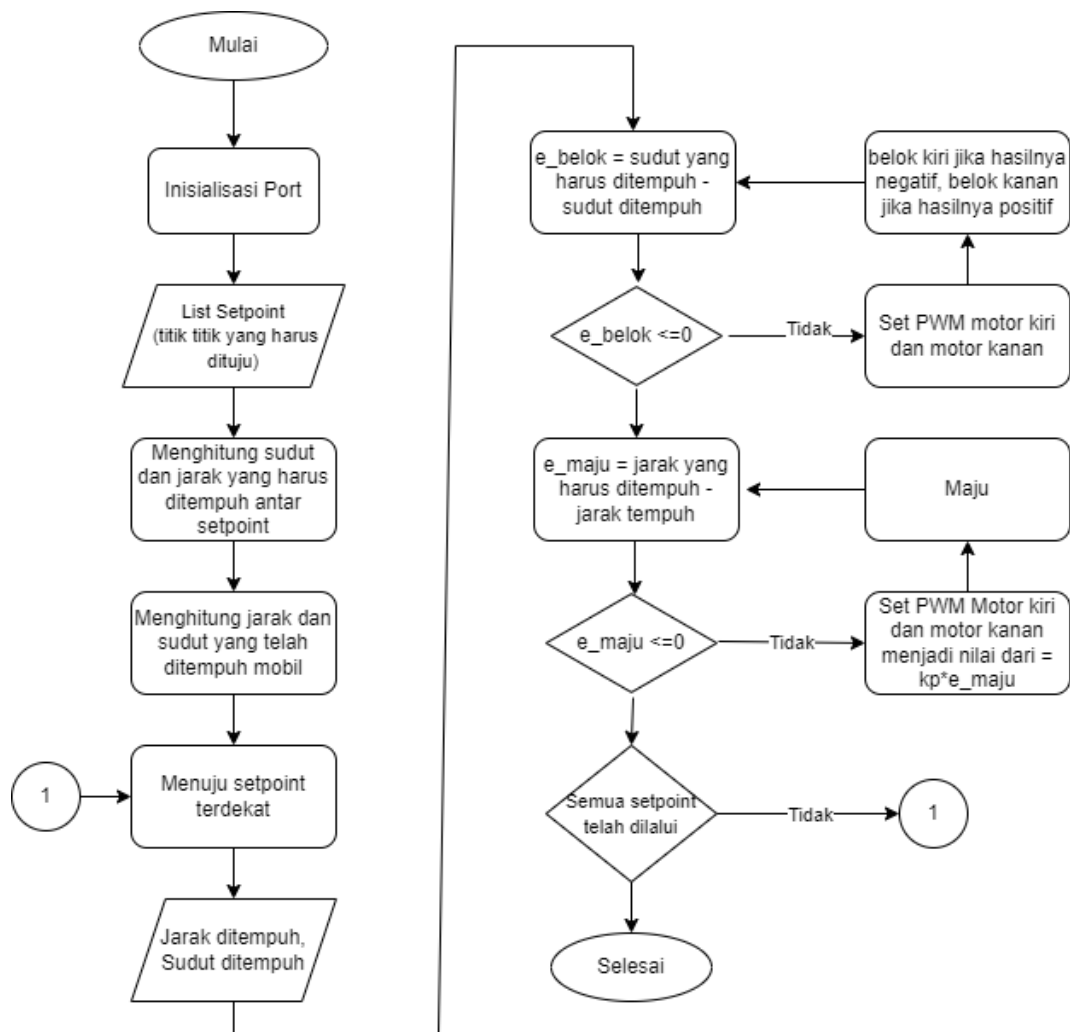 Mulai
Inisialisasi Port
List Setpoint
(titik titik yang harus
dituju)
Menghitung sudut
dan jarak yang harus
ditempuh antar
setpoint
Menghitung jarak dan
sudut yang telah
ditempuh mobil
1
Menuju setpoint
terdekat
Jarak ditempuh,
Sudut ditempuh
e_belok = sudut yang
harus ditempuh -
sudut ditempuh
belok kiri jika hasilnya
negatif, belok kanan
jika hasilnya positif
e_belok <=0
Tidak
Set PWM motor kiri
dan motor kanan
e_maju = jarak yang
harus ditempuh -
jarak tempuh
Maju
e_maju <=0
Tidak
Set PWM Motor kiri
dan motor kanan
menjadi nilai dari =
kp*e_maju
Semua setpoint
telah dilalui
Tidak
1
Selesai